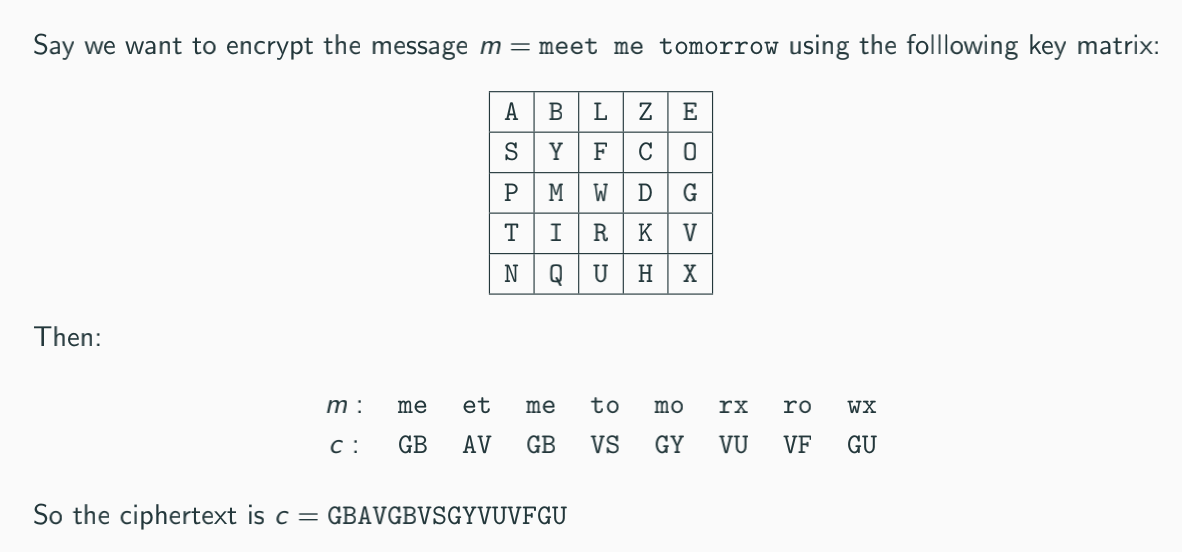 Say we want to encrypt the message m = meet me tomorrow using the folllowing key matrix:
A B L Z E
S Y F C O
P M W D G
T I R K V
N Q U H X
Then:
m : me et me to mo rx ro wx
c : GB AV GB VS GY VU VF GU
So the ciphertext is c = GBAVGBVSGYVUVFGU